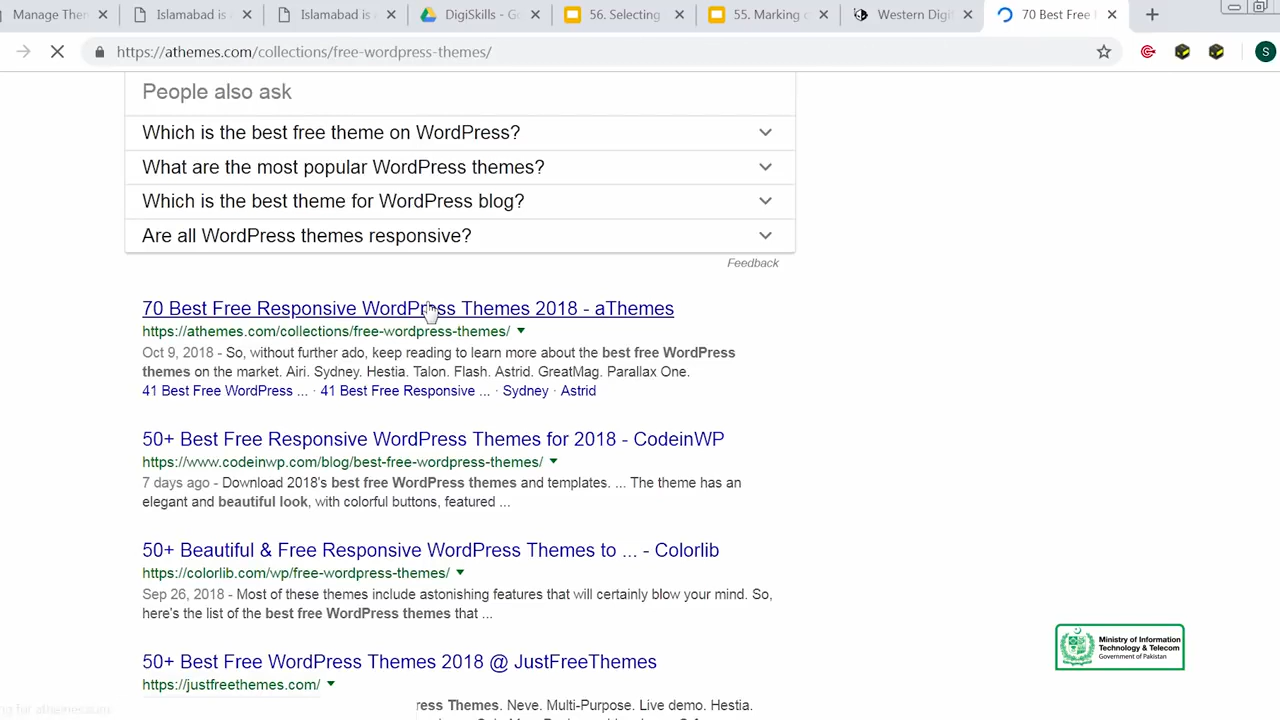 Manage Ther
Islamabad is a
Islamabad is a
DigiSkills - Go
56. Selecting
55. Marking c
Western Digit
70 Best Free
https://athemes.com/collections/free-wordpress-themes/
S
People also ask
Which is the best free theme on WordPress?
What are the most popular WordPress themes?
Which is the best theme for WordPress blog?
Are all WordPress themes responsive?
Feedback
70 Best Free Responsive WordPress Themes 2018 - aThemes
https://athemes.com/collections/free-wordpress-themes/
Oct 9, 2018 - So, without further ado, keep reading to learn more about the best free WordPress
themes on the market. Airi. Sydney. Hestia. Talon. Flash. Astrid. GreatMag. Parallax One.
41 Best Free WordPress ... · 41 Best Free Responsive ... · Sydney · Astrid
50+ Best Free Responsive WordPress Themes for 2018 - CodeinWP
https://www.codeinwp.com/blog/best-free-wordpress-themes/
7 days ago - Download 2018's best free WordPress themes and templates. ... The theme has an
elegant and beautiful look, with colorful buttons, featured ...
50+ Beautiful & Free Responsive WordPress Themes to ... - Colorlib
https://colorlib.com/wp/free-wordpress-themes/
Sep 26, 2018 - Most of these themes include astonishing features that will certainly blow your mind. So,
here's the list of the best free WordPress themes that ...
Ministry of Information
Technology & Telecom
Government of Pakistan
50+ Best Free WordPress Themes 2018 @ JustFreeThemes
https://justfreethemes.com/
ress Themes. Neve. Multi-Purpose. Live demo. Hestia.